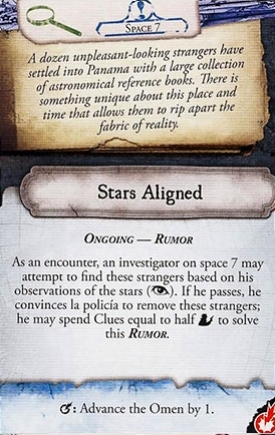 SPACE 7
A dozen unpleasant-looking strangers have
settled into Panama with a large collection
of astronomical reference books. There is
something unique about this place and
time that allows them to rip apart the
fabric of reality.
Stars Aligned
ONGOING — RUMOR
As an encounter, an investigator on space 7 may
attempt to find these strangers based on his
observations of the stars ( ). If he passes, he
convinces la policía to remove these strangers;
he may spend Clues equal to half to solve
this RUMOR.
: Advance the Omen by 1.